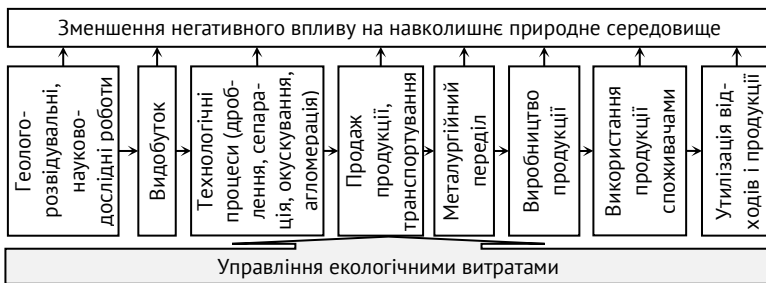 Зменшення негативного впливу на навколишнє природне середовище
Геолого-
розвідувальні,
науково-
дослідні роботи
Видобуток
Технологічні
процеси (дроб-
лення, сепара-
ція, окускування,
агломерація)
Продаж
продукції,
транспортування
Металургійний
переділ
Виробництво
продукції
Використання
продукції
споживачами
Утилізація від-
ходів і продукції
Управління екологічними витратами